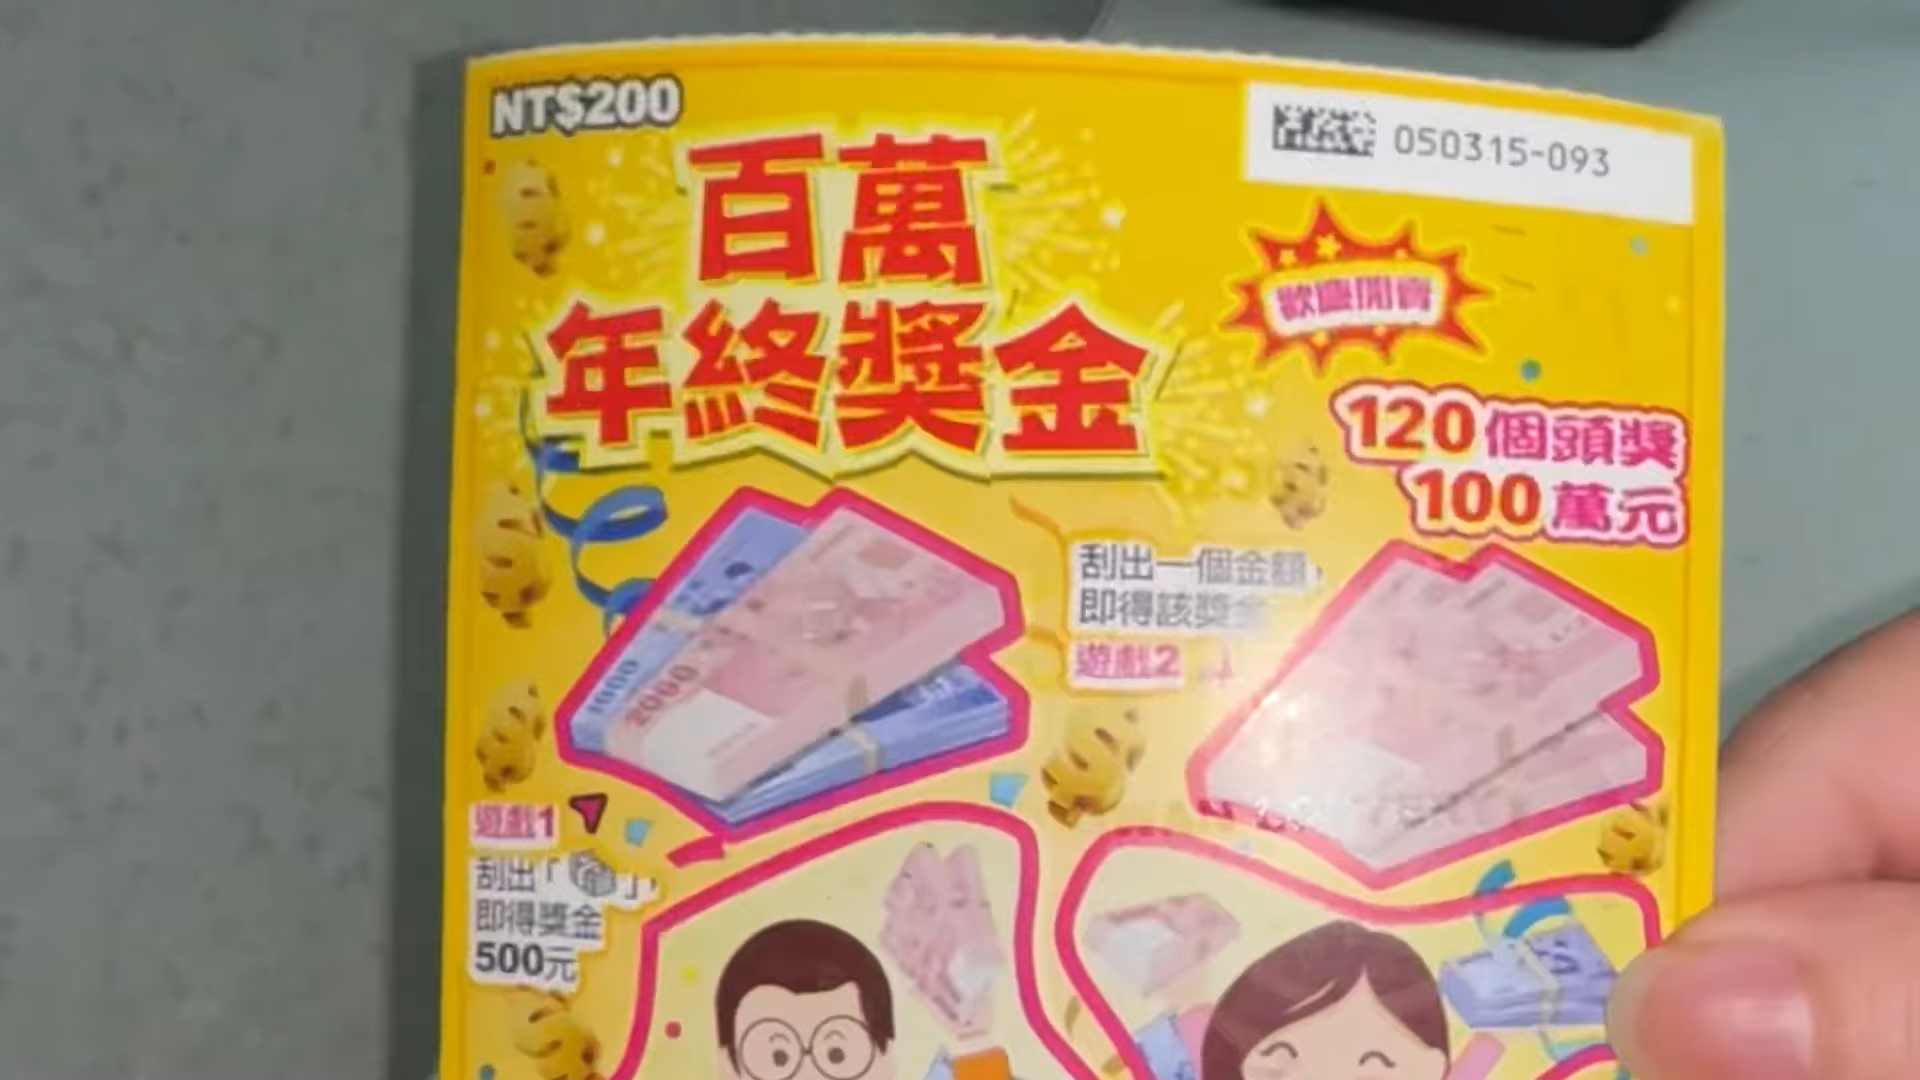 NT$200
050315-093
百萬
年終獎金
歡慶開賣
120個頭獎
100萬元
刮出一個金額，
即得該獎金
遊戲2
1000
2000
遊戲1
刮出「 」，
即得獎金
500元